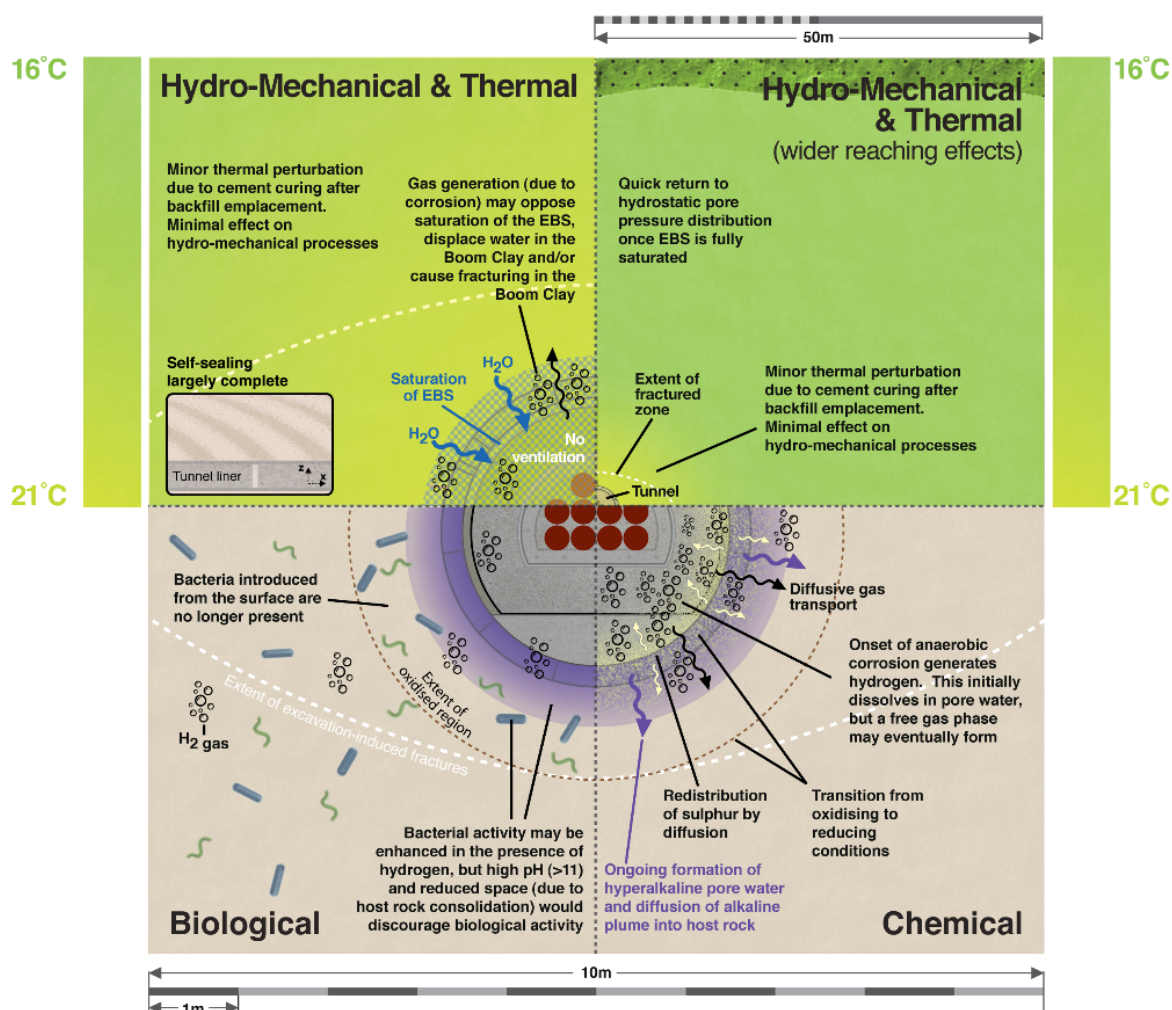 50m
16°C
16°C
Hydro-Mechanical & Thermal
Hydro-Mechanical
& Thermal
(wider reaching effects)
Minor thermal perturbation
due to cement curing after
backfill emplacement.
Minimal effect on
hydro-mechanical processes
Gas generation (due to
corrosion) may oppose
saturation of the EBS,
displace water in the
Boom Clay and/or
cause fracturing in the
Boom Clay
Quick return to
hydrostatic pore
pressure distribution
once EBS is fully
saturated
Self-sealing
largely complete
Tunnel liner
z
x
H2O
Saturation
of EBS
H2O
No
ventilation
Extent of
fractured
zone
Minor thermal perturbation
due to cement curing after
backfill emplacement.
Minimal effect on
hydro-mechanical processes
Tunnel
21°C
21°C
Bacteria introduced
from the surface are
no longer present
Extent of
oxidised region
Extent of excavation-induced fractures
H2 gas
Diffusive gas
transport
Onset of anaerobic
corrosion generates
hydrogen. This initially
dissolves in pore water,
but a free gas phase
may eventually form
Redistribution
of sulphur by
diffusion
Transition from
oxidising to
reducing
conditions
Bacterial activity may be
enhanced in the presence of
hydrogen, but high pH (>11)
and reduced space (due to
host rock consolidation) would
discourage biological activity
Ongoing formation of
hyperalkaline pore water
and diffusion of alkaline
plume into host rock
Biological
Chemical
10m
1m